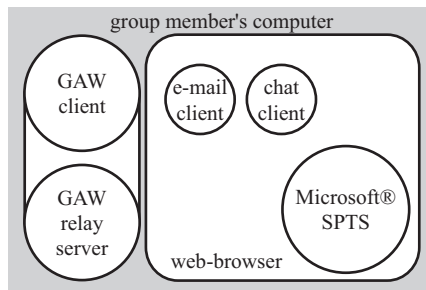 group member's computer
GAW
client
e-mail
client
chat
client
GAW
relay
server
Microsoft®
SPTS
web-browser